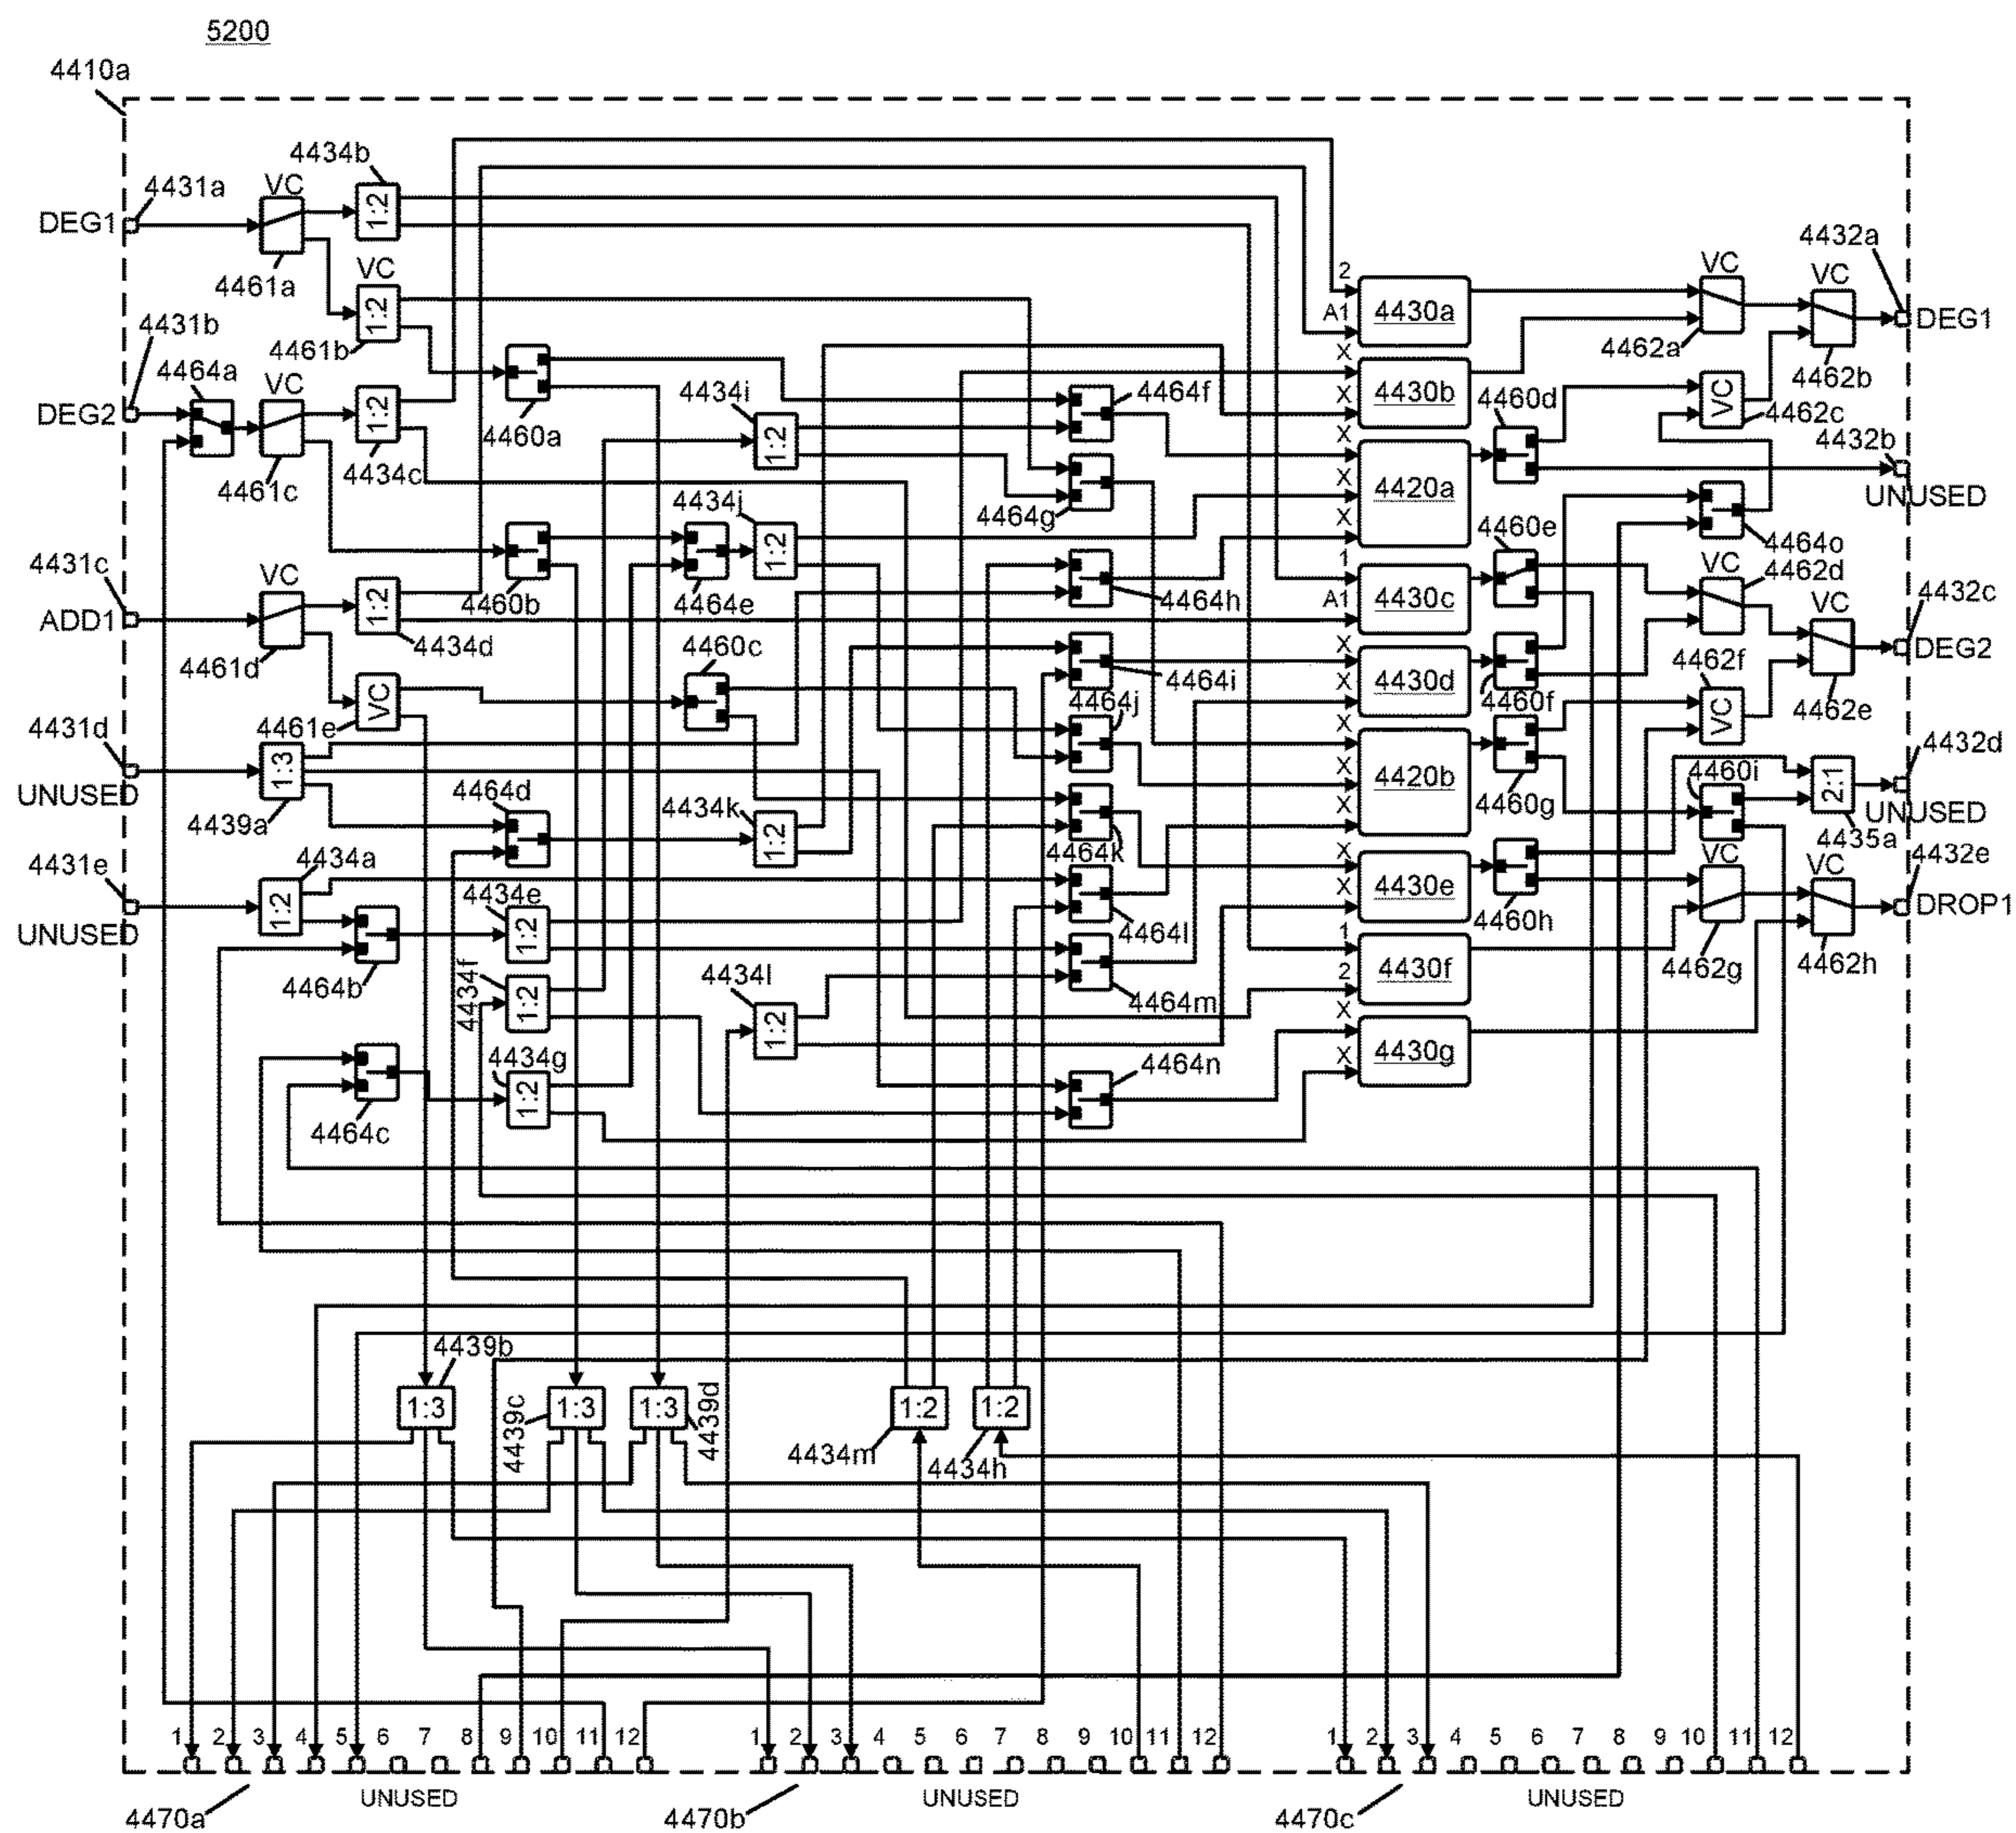 5200
4410a
4434b
VC
1:2
4431a
DEG1
4461a
VC
1:2
4461b
4432a
VC
VC
2
A1
4430a
DEG1
4462a
4462b
4431b
4464a
VC
DEG2
1:2
4461c
4434c
4460a
4434i
1:2
4464f
4464g
X
X
4430b
4460d
VC
4462c
4432b
UNUSED
X
X
X
4420a
4434j
1:2
4460b
4464e
4464h
4460e
4464o
4431c
ADD1
VC
1:2
4461d
4434d
1
A1
4430c
VC
4462d
VC
4432c
DEG2
4460c
VC
4461e
4464i
X
X
4430d
4460f
4462f
VC
4462e
4431d
UNUSED
1:3
4439a
4464d
4464j
X
X
X
4420b
4460g
4460i
2:1
4432d
UNUSED
4435a
4434k
1:2
4464k
4431e
UNUSED
4434a
1:2
4464b
4434e
1:2
4464l
X
X
4430e
4460h
VC
4462g
VC
4462h
4432e
DROP1
4434f
1:2
4434l
1:2
4464m
1
2
4430f
4464c
4434g
1:2
4464n
X
X
4430g
4439b
1:3
4439c
1:3
1:3
4439d
1:2
4434m
1:2
4434h
1 2 3 4 5 6 7 8 9 10 11 12
1 2 3 4 5 6 7 8 9 10 11 12
1 2 3 4 5 6 7 8 9 10 11 12
4470a
UNUSED
4470b
UNUSED
4470c
UNUSED